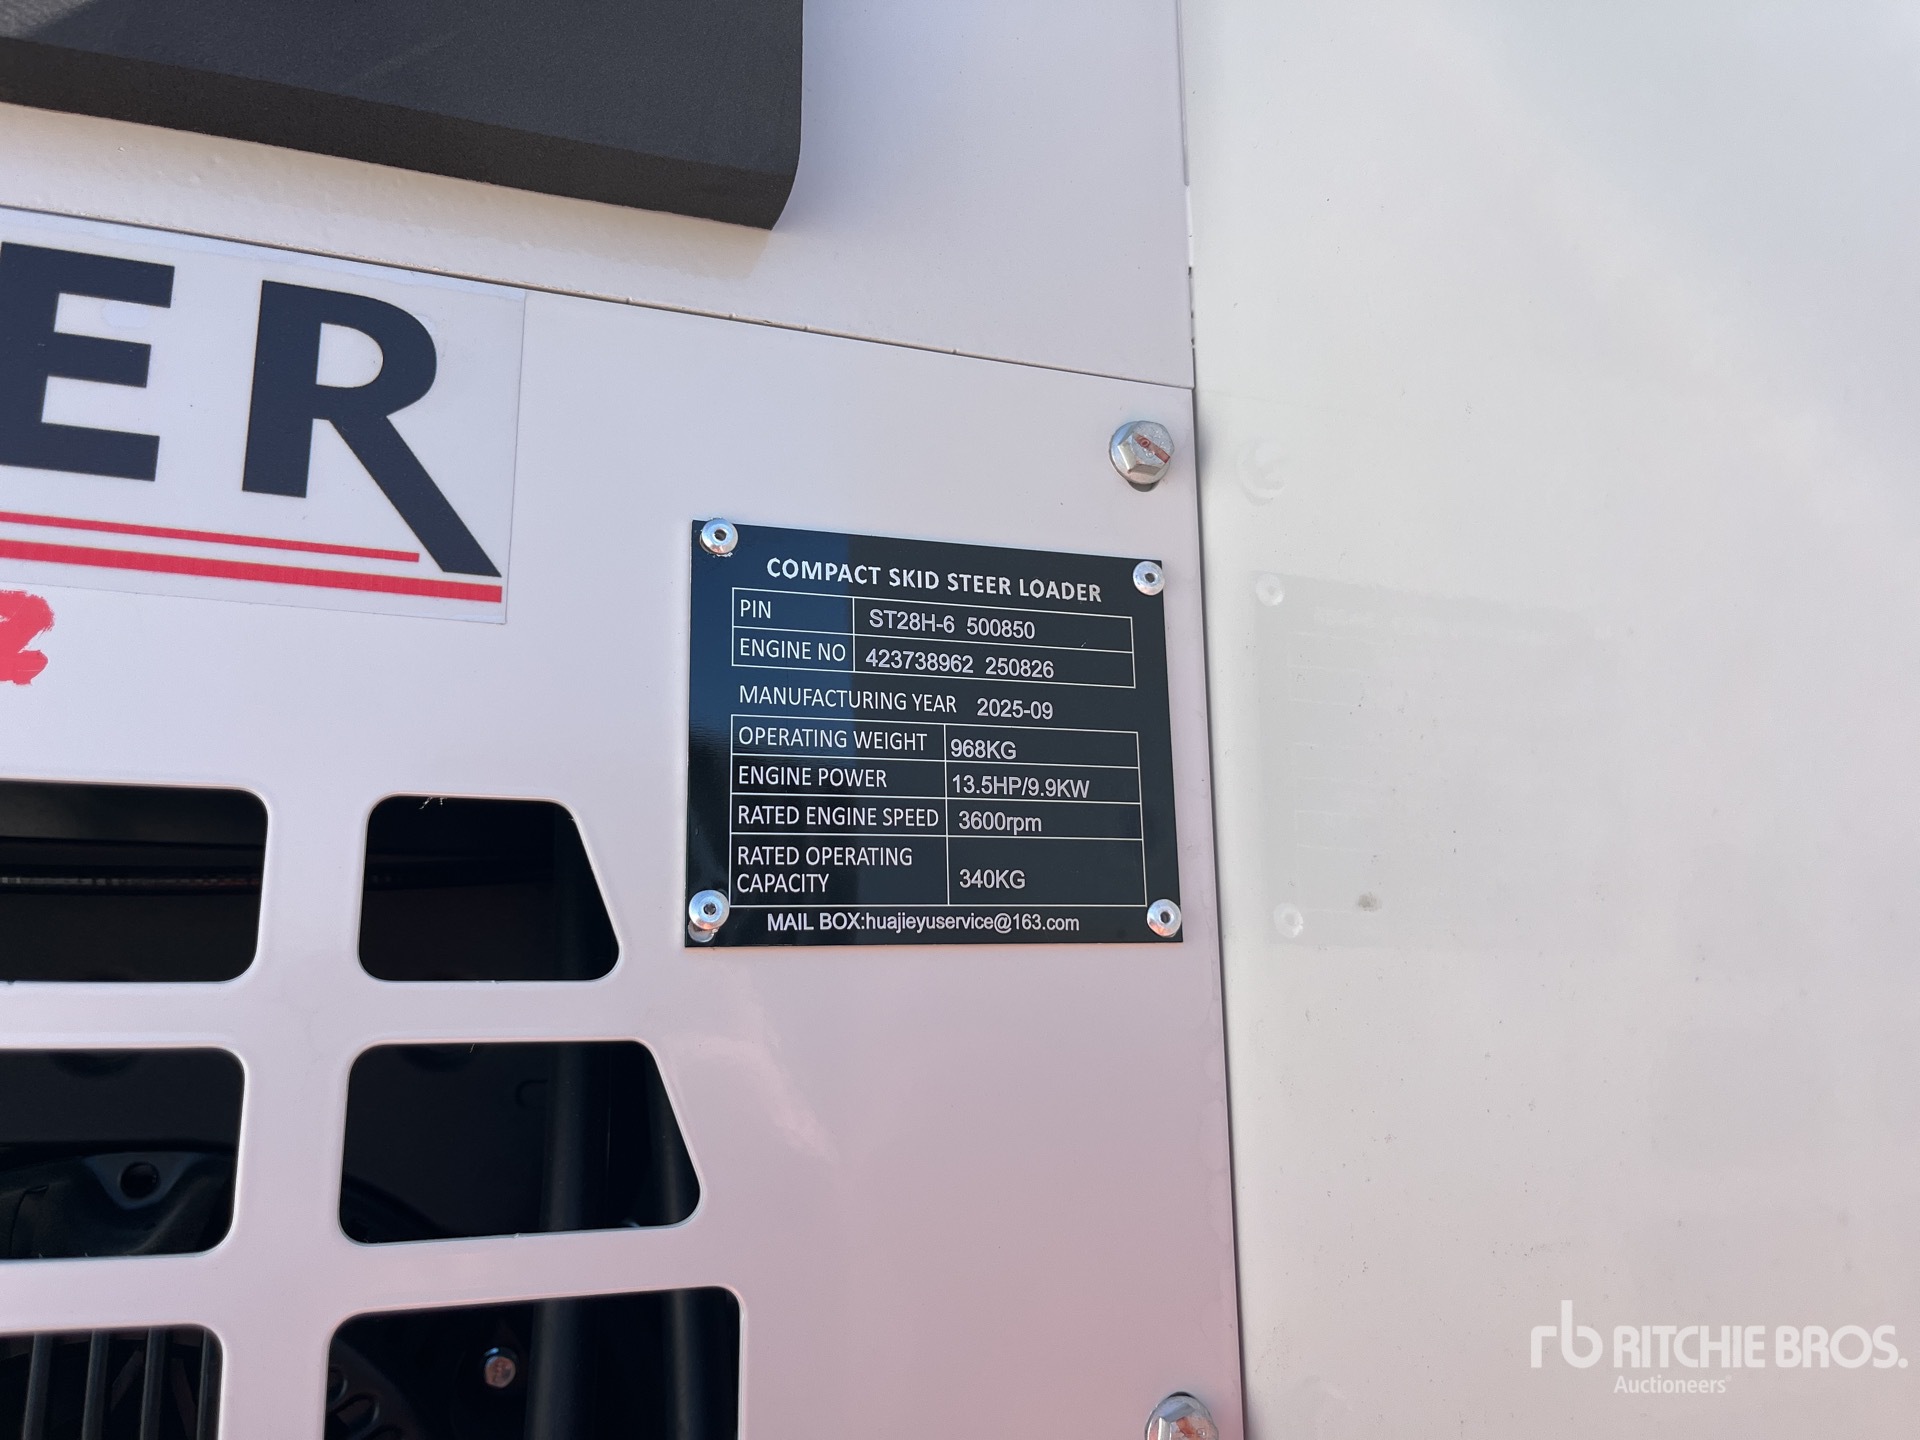 ER
2
COMPACT SKID STEER LOADER
PIN ST28H-6 500850
ENGINE NO 423738962 250826
MANUFACTURING YEAR 2025-09
OPERATING WEIGHT 968KG
ENGINE POWER 13.5HP/9.9KW
RATED ENGINE SPEED 3600rpm
RATED OPERATING
CAPACITY 340KG
MAIL BOX:huajieyuservice@163.com
rb RITCHIE BROS.
Auctioneers